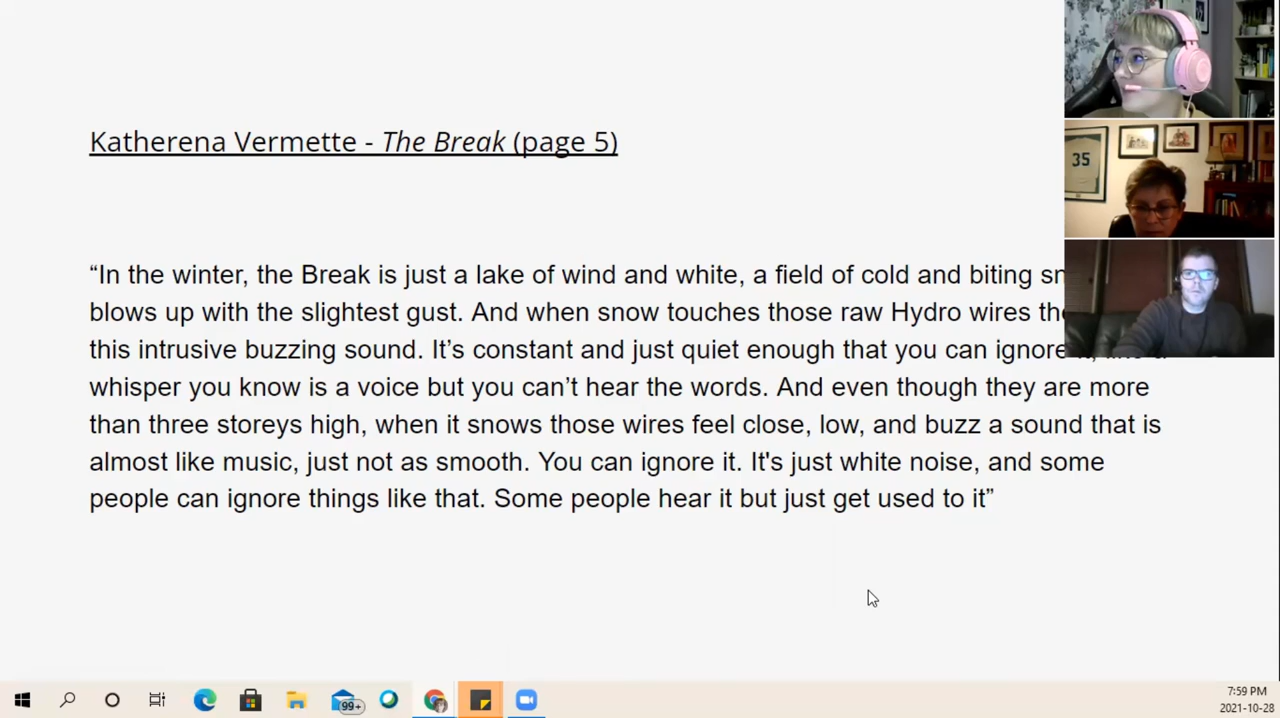 Katherena Vermette - The Break (page 5)
“In the winter, the Break is just a lake of wind and white, a field of cold and biting
blows up with the slightest gust. And when snow touches those raw Hydro wires
this intrusive buzzing sound. It’s constant and just quiet enough that you can ignore
whisper you know is a voice but you can’t hear the words. And even though they are more
than three storeys high, when it snows those wires feel close, low, and buzz a sound that is
almost like music, just not as smooth. You can ignore it. It's just white noise, and some
people can ignore things like that. Some people hear it but just get used to it”
35
99+
7:59 PM
2021-10-28